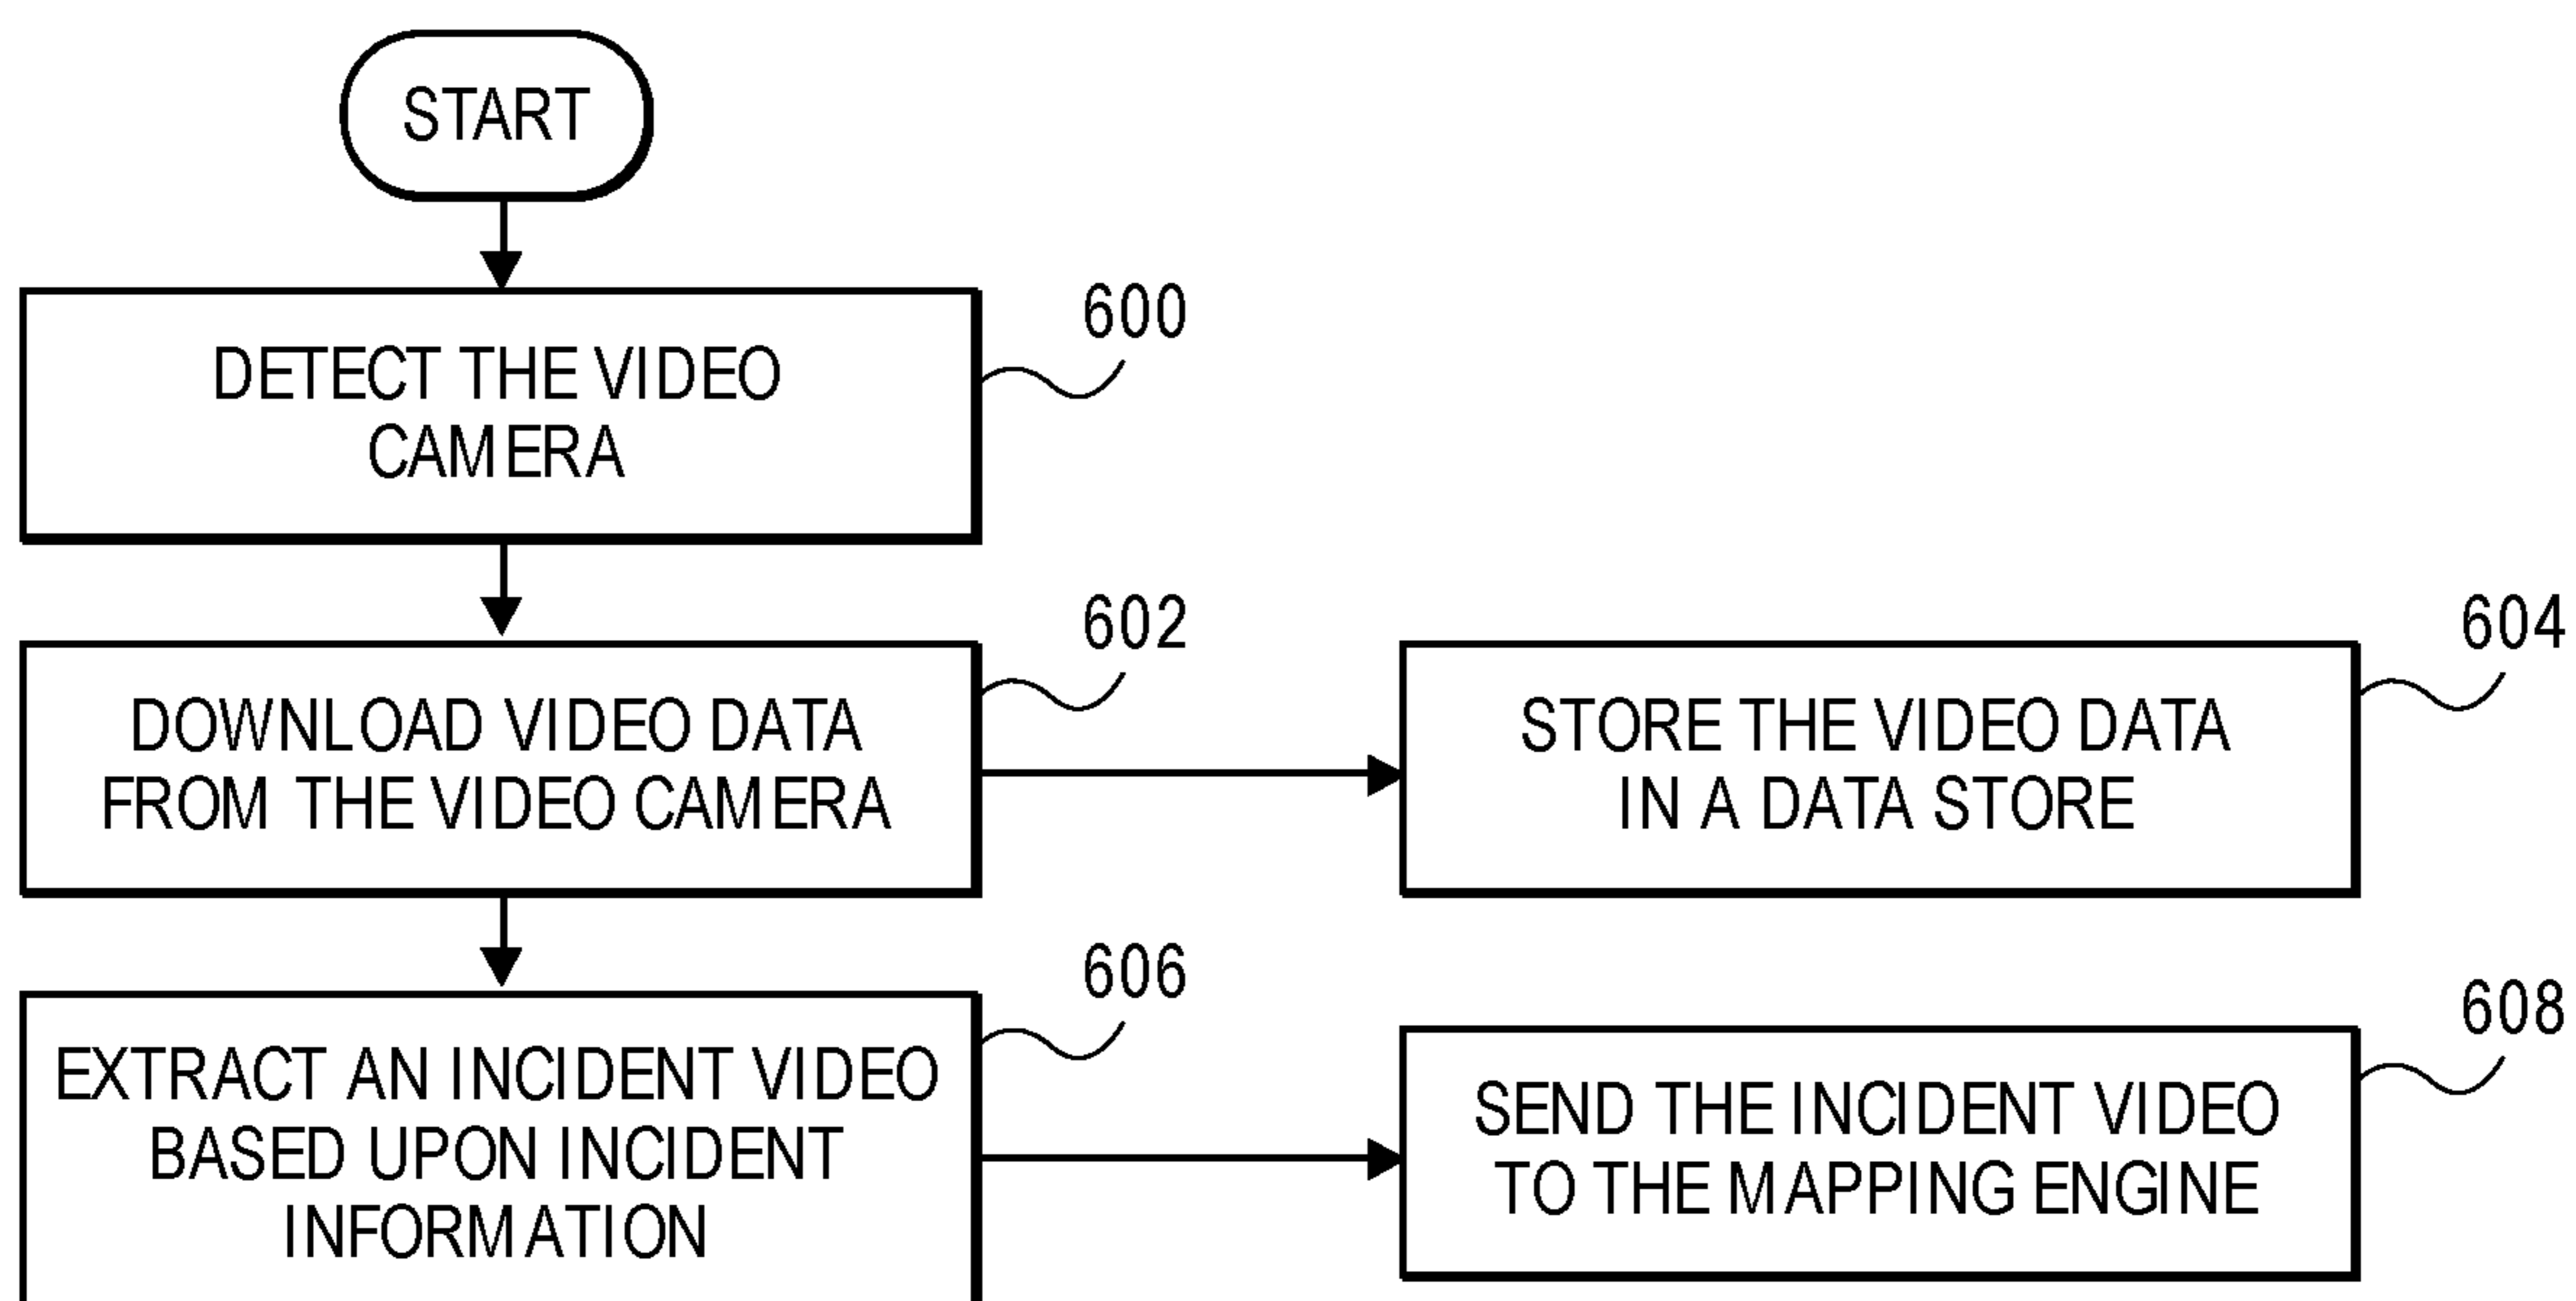 START
600
DETECT THE VIDEO
CAMERA
602
DOWNLOAD VIDEO DATA
FROM THE VIDEO CAMERA
604
STORE THE VIDEO DATA
IN A DATA STORE
606
EXTRACT AN INCIDENT VIDEO
BASED UPON INCIDENT
INFORMATION
608
SEND THE INCIDENT VIDEO
TO THE MAPPING ENGINE